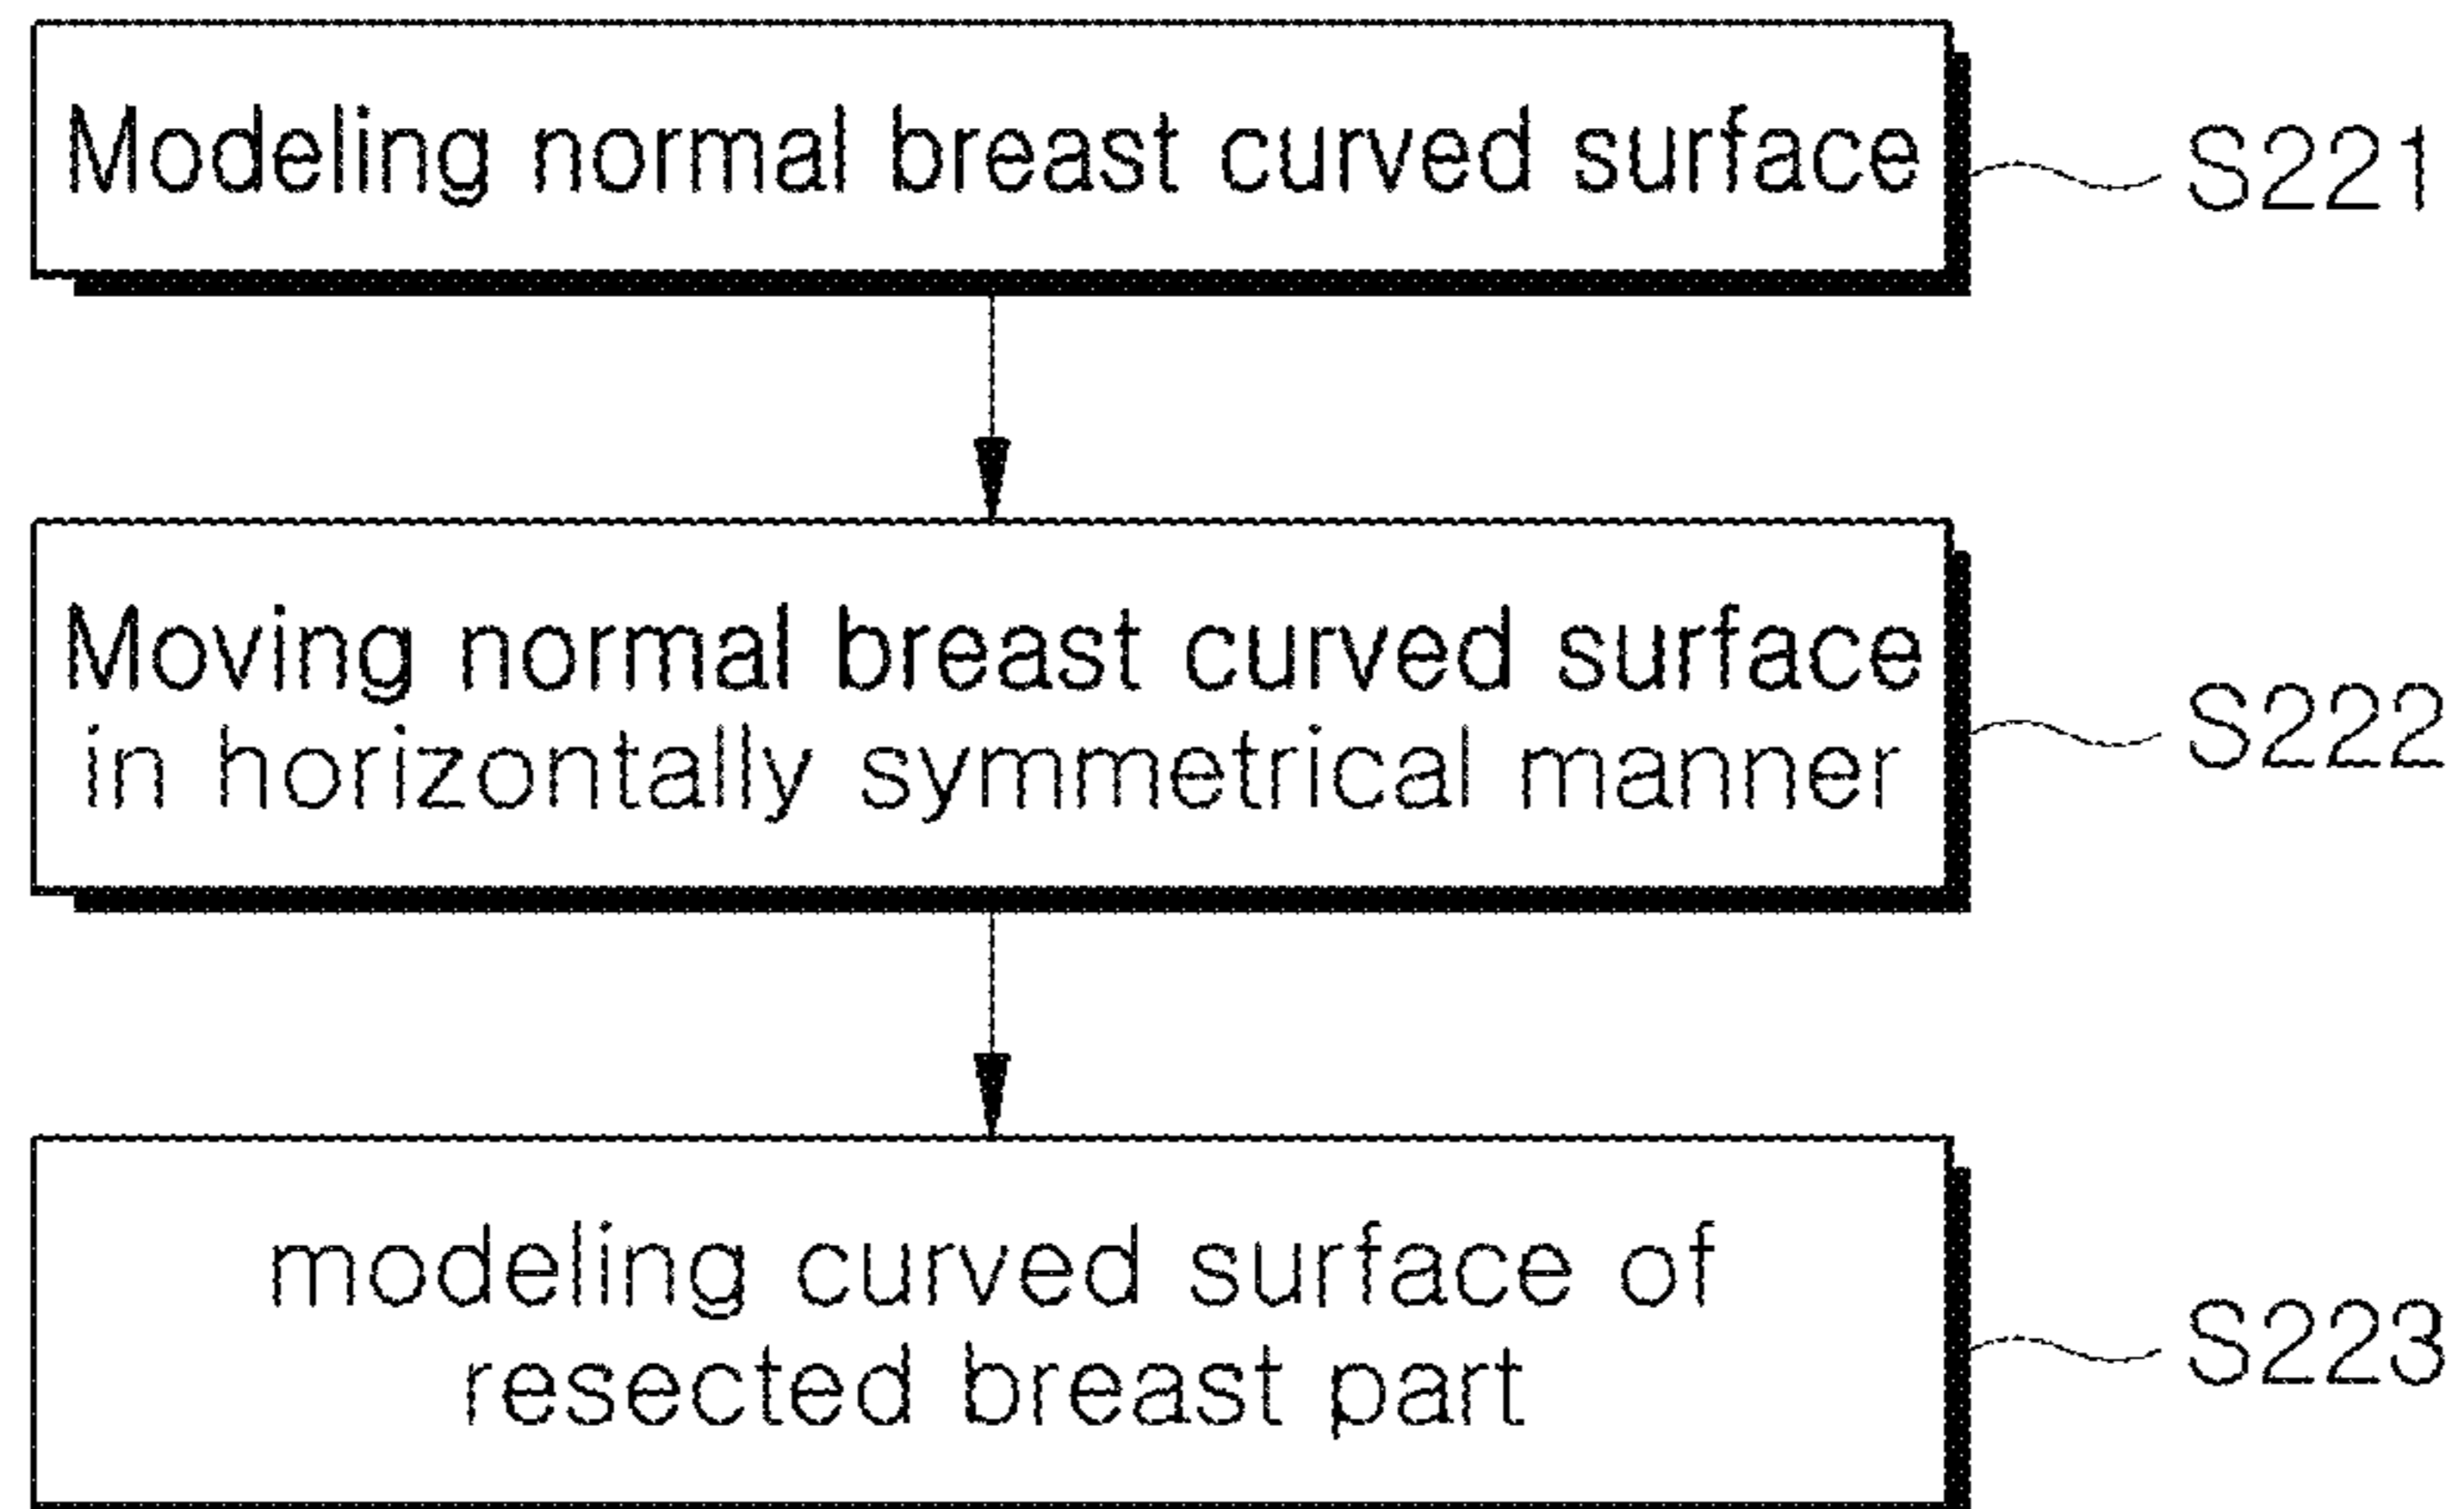 Modeling normal breast curved surface
S221
Moving normal breast curved surface
in horizontally symmetrical manner
S222
modeling curved surface of
resected breast part
S223